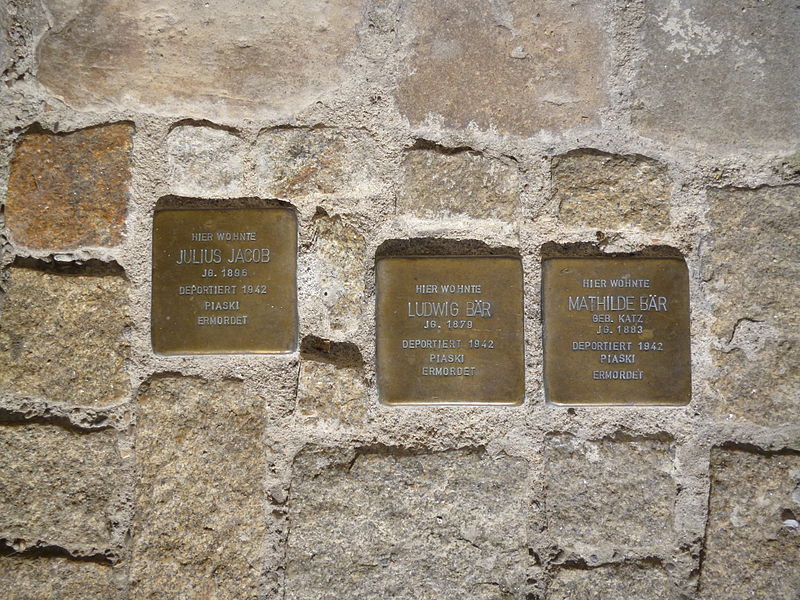 HIER WOHNTE
JULIUS JACOB
JG. 1896
DEPORTIERT 1942
PIASKI
ERMORDET
HIER WOHNTE
LUDWIG BÄR
JG. 1879
DEPORTIERT 1942
PIASKI
ERMORDET
HIER WOHNTE
MATHILDE BÄR
GEB. KATZ
JG. 1883
DEPORTIERT 1942
PIASKI
ERMORDET